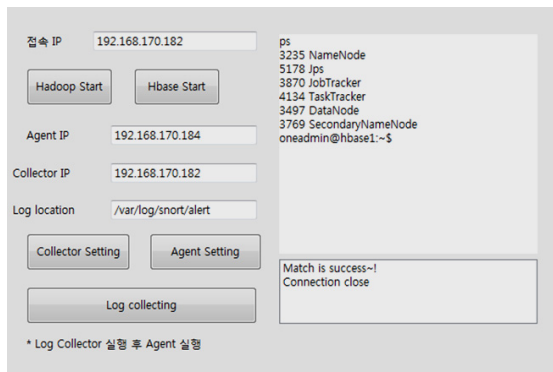 접속 IP 192.168.170.182
Hadoop Start Hbase Start
Agent IP 192.168.170.184
Collector IP 192.168.170.182
Log location /var/log/snort/alert
Collector Setting Agent Setting
Log collecting
* Log Collector 실행 후 Agent 실행
ps
3235 NameNode
5178 Jps
3870 JobTracker
4134 TaskTracker
3497 DataNode
3769 SecondaryNameNode
oneadmin@hbase1:~$
Match is success~!
Connection close